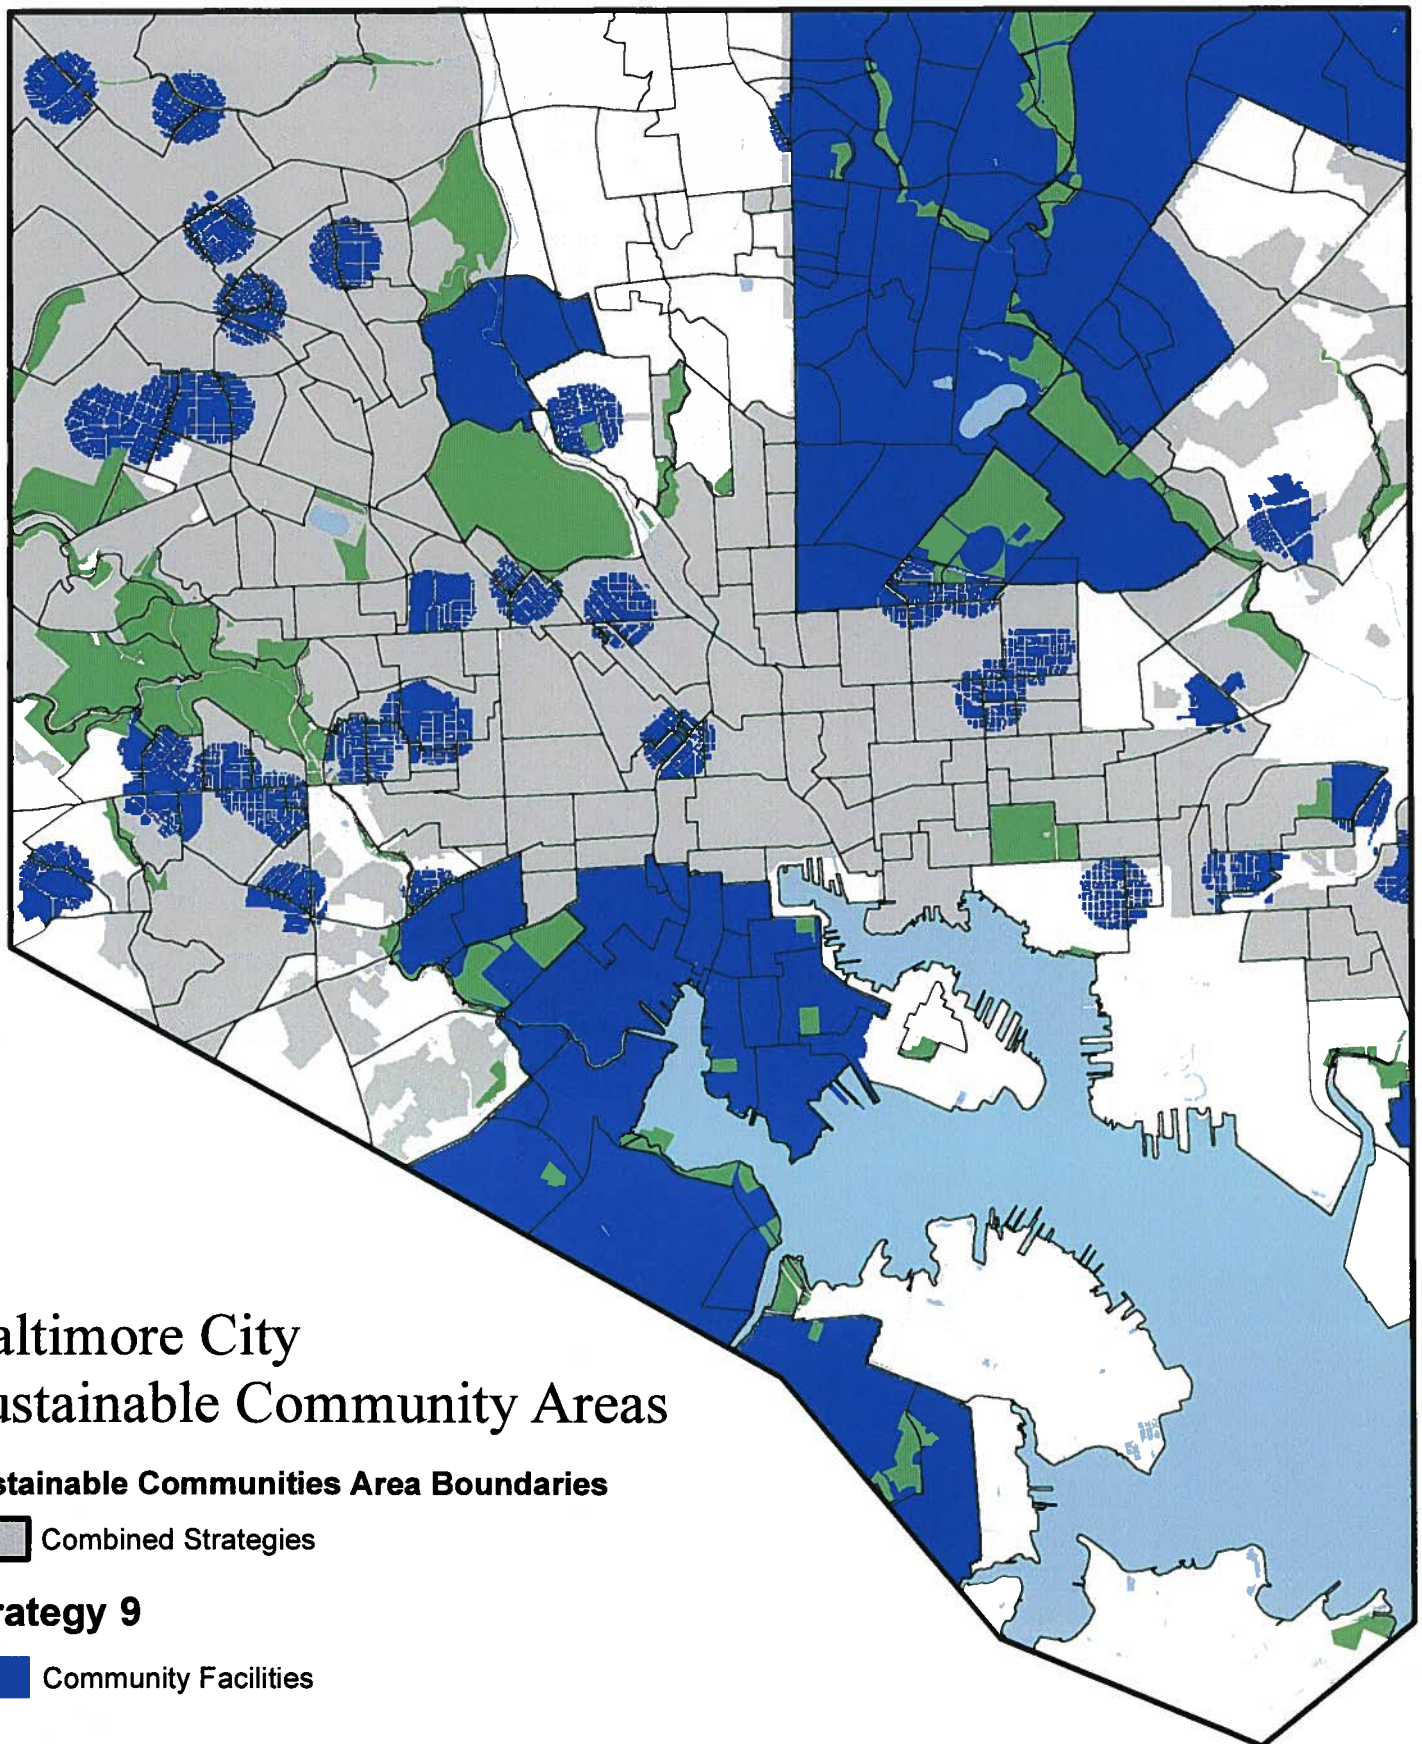 altimore City
ustainable Community Areas
stainable Communities Area Boundaries
Combined Strategies
rategy 9
Community Facilities